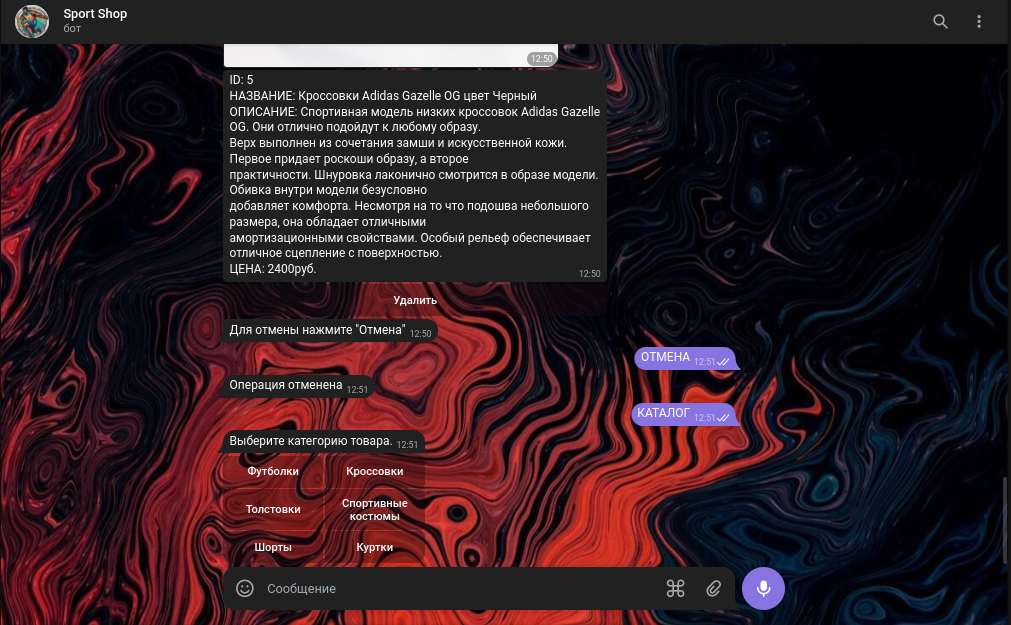 Sport Shop
бот
12:50
ID: 5
НАЗВАНИЕ: Кроссовки Adidas Gazelle OG цвет Черный
ОПИСАНИЕ: Спортивная модель низких кроссовок Adidas Gazelle
OG. Они отлично подойдут к любому образу.
Верх выполнен из сочетания замши и искусственной кожи.
Первое придает роскоши образу, а второе
практичности. Шнуровка лаконично смотрится в образе модели.
Обивка внутри модели безусловно
добавляет комфорта. Несмотря на то что подошва небольшого
размера, она обладает отличными
амортизационными свойствами. Особый рельеф обеспечивает
отличное сцепление с поверхностью.
ЦЕНА: 2400руб. 12:50
Удалить
Для отмены нажмите "Отмена" 12:50
ОТМЕНА 12:51
Операция отменена 12:51
КАТАЛОГ 12:51
Выберите категорию товара. 12:51
Футболки Кроссовки
Толстовки Спортивные
костюмы
Шорты Куртки
Сообщение